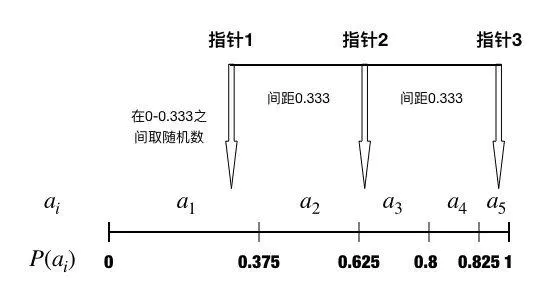 指针1 指针2 指针3
间距0.333 间距0.333
在0-0.333之
间取随机数
a_i a_1 a_2 a_3 a_4 a_5
P(a_i) 0 0.375 0.625 0.8 0.825 1